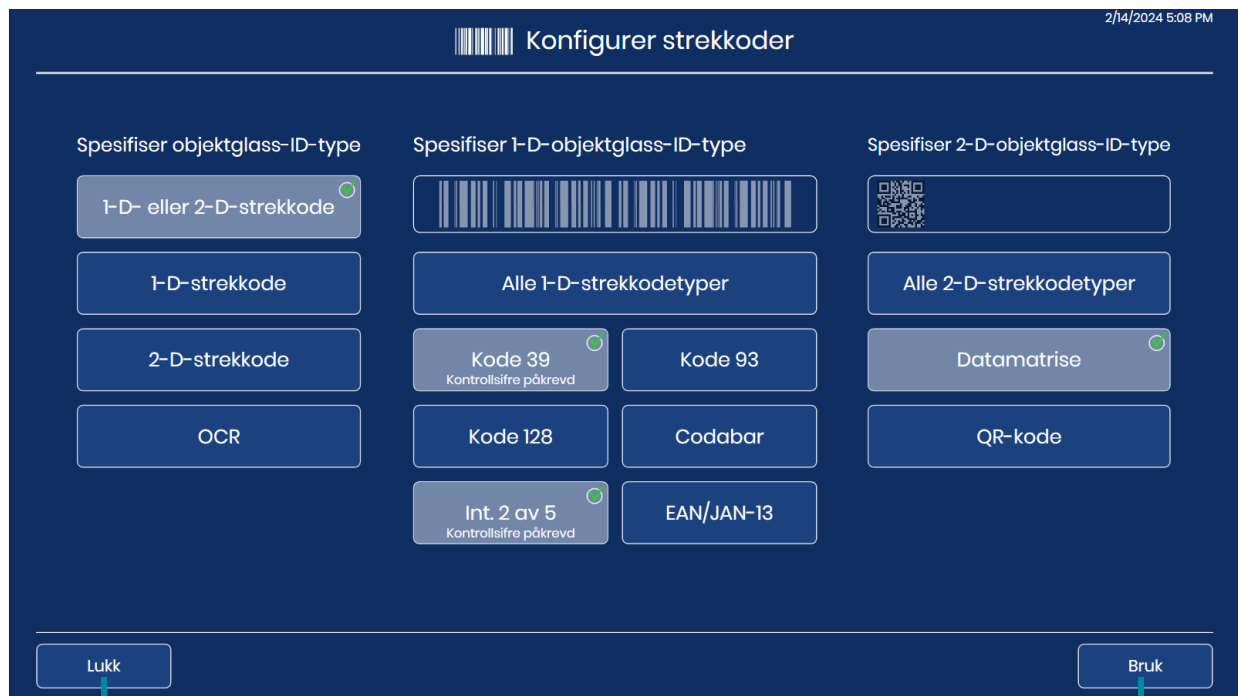 2/14/2024 5:08 PM
Konfigurer strekkoder
Spesifiser objektglass-ID-type
1-D- eller 2-D-strekkode
1-D-strekkode
2-D-strekkode
OCR
Spesifiser 1-D-objektglass-ID-type
Alle 1-D-strekkodetyper
Kode 39
Kontrollsifre påkrevd
Kode 93
Kode 128
Codabar
Int. 2 av 5
Kontrollsifre påkrevd
EAN/JAN-13
Spesifiser 2-D-objektglass-ID-type
Alle 2-D-strekkodetyper
Datamatrise
QR-kode
Lukk
Bruk